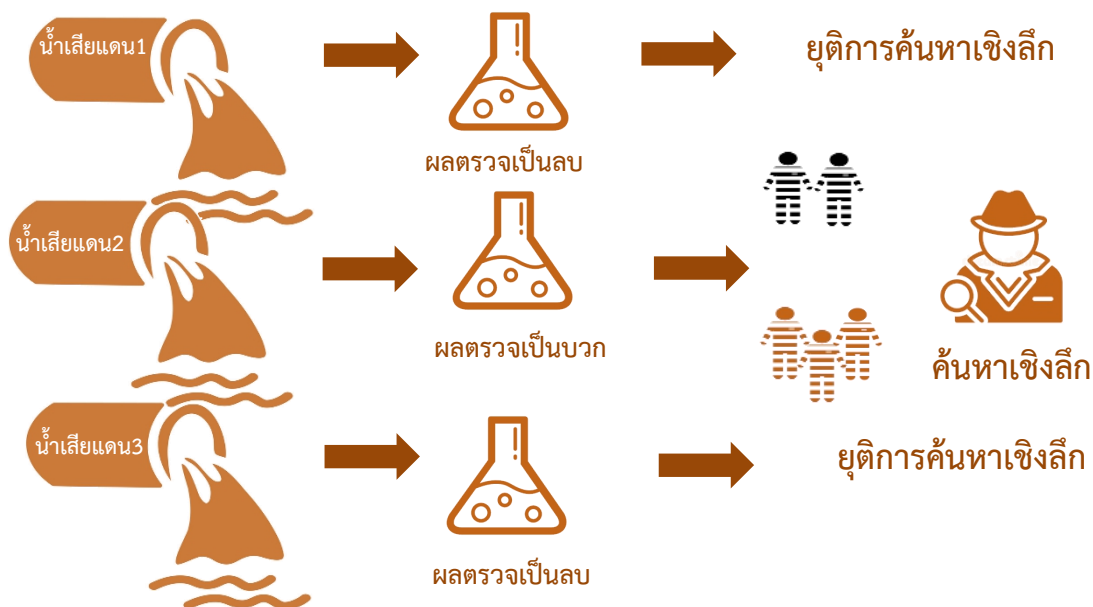 น้ำเสียแดน1
ผลตรวจเป็นลบ
ยุติการค้นหาเชิงลึก
น้ำเสียแดน2
ผลตรวจเป็นบวก
ค้นหาเชิงลึก
น้ำเสียแดน3
ผลตรวจเป็นลบ
ยุติการค้นหาเชิงลึก